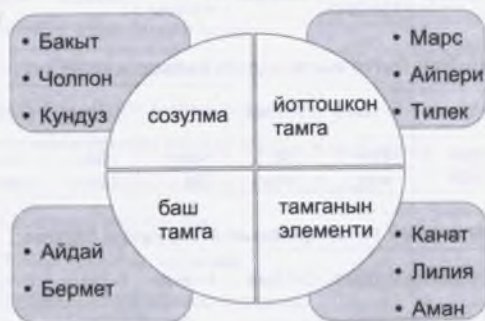 • Бакыт
• Чолпон
• Кундуз
• Марс
• Айпери
• Тилек
созулма
йоттошкон
тамга
баш
тамга
тамганын
элементи
• Айдай
• Бермет
• Канат
• Лилия
• Аман